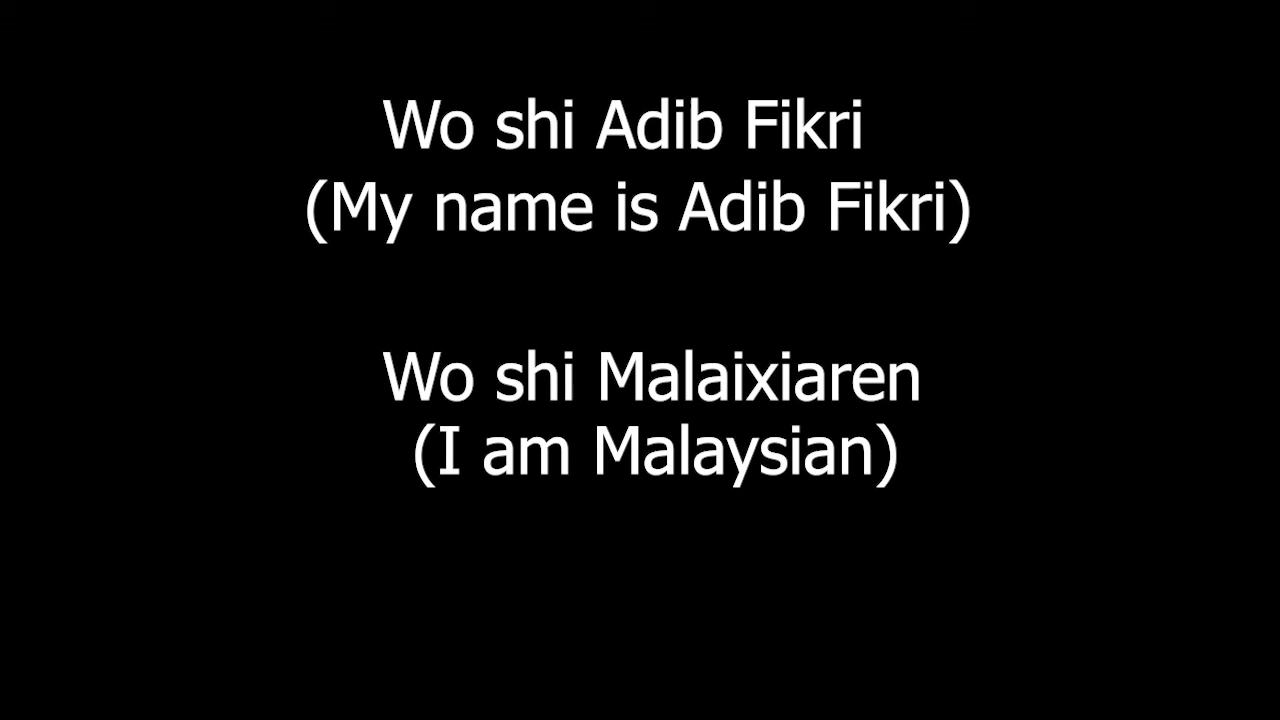 Wo shi Adib Fikri
(My name is Adib Fikri)
Wo shi Malaixiaren
(I am Malaysian)